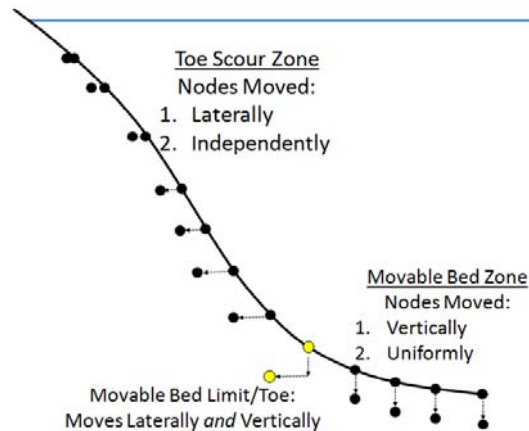 Toe Scour Zone
Nodes Moved:
1. Laterally
2. Independently
Movable Bed Zone
Nodes Moved:
1. Vertically
2. Uniformly
Movable Bed Limit/Toe:
Moves Laterally and Vertically